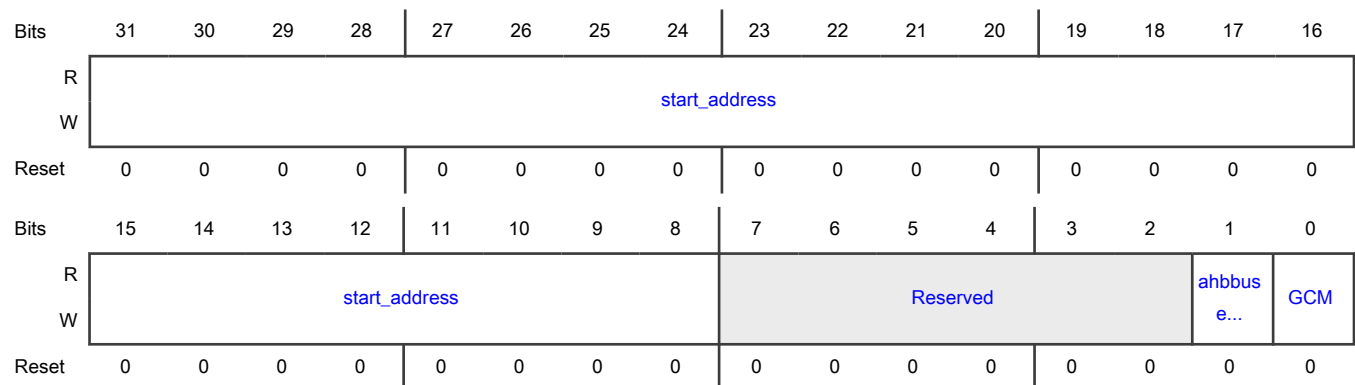 Bits 31 30 29 28 27 26 25 24 23 22 21 20 19 18 17 16
R
start_address
W
Reset 0 0 0 0 0 0 0 0 0 0 0 0 0 0 0 0
Bits 15 14 13 12 11 10 9 8 7 6 5 4 3 2 1 0
R
start_address Reserved ahbbus e... GCM
W
Reset 0 0 0 0 0 0 0 0 0 0 0 0 0 0 0 0